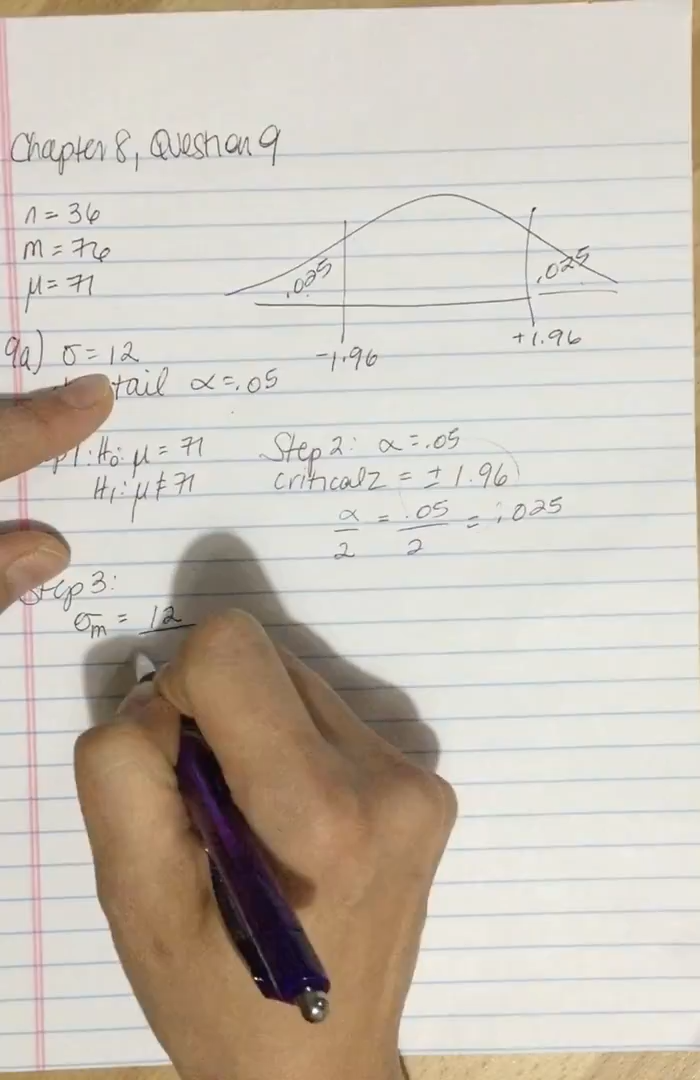 Chapter 8, Question 9
n = 36
m = 76
μ = 71
.025
.025
-1.96
+1.96
9a) σ = 12
tail α = .05
Step 2: α = .05
critical z = ± 1.96
α/2 = .05/2 = .025
: H₀: μ = 71
H₁: μ ≠ 71
Step 3:
σm = 12